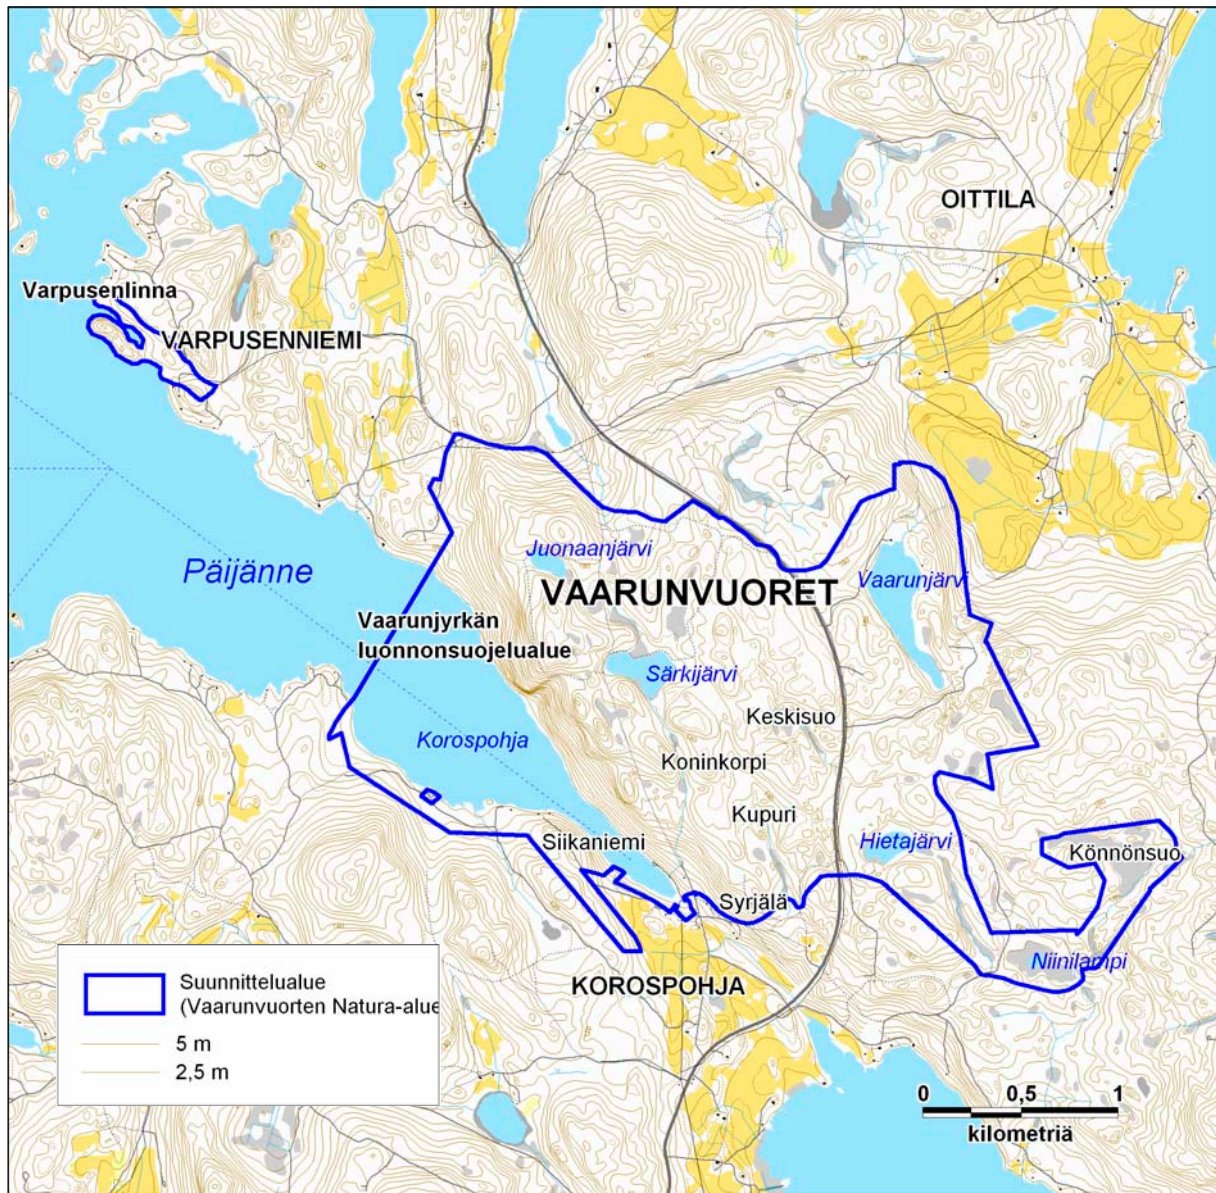 OITTILA
Varpusenlinna
VARPUSENNIEMI
Juonaanjärvi
Päijänne
VAARUNVUORET
Vaarunjärvi
Vaarunjyrkän
luonnonsuojelualue
Särkijärvi
Keskisuo
Korospohja
Koninkorpi
Kupuri
Siikaniemi
Hietajärvi
Könnönsuo
Syrjälä
Niinilampi
KOROSPOHJA
Suunnittelualue
(Vaarunvuorten Natura-alue
5 m
2,5 m
0 0,5 1
kilometriä